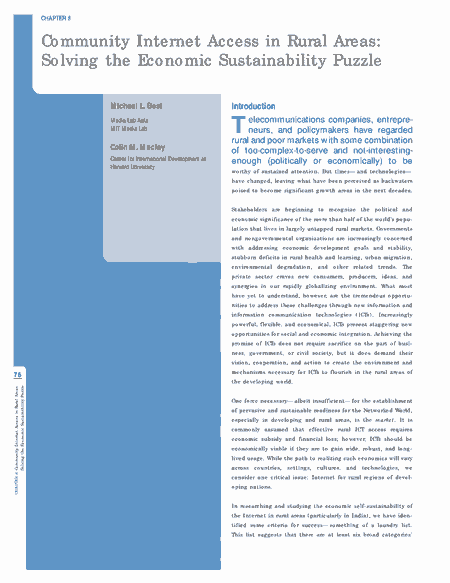 CHAPTER 8
Community Internet Access in Rural Areas:
Solving the Economic Sustainability Puzzle
Michael L. Best
Media Lab Asia
MIT Media Lab
Colin M. Maclay
Center for International Development at
Harvard University
Introduction
Telecommunications companies, entrepre-
neurs, and policymakers have regarded
rural and poor markets with some combination
of too-complex-to-serve and not-interesting-
enough (politically or economically) to be
worthy of sustained attention. But times—and technologies—
have changed, leaving what have been perceived as backwaters
poised to become significant growth areas in the next decades.
Stakeholders are beginning to recognize the political and
economic significance of the more than half of the world's popu-
lation that lives in largely untapped rural markets. Governments
and nongovernmental organizations are increasingly concerned
with addressing economic development goals and stability,
stubborn deficits in rural health and learning, urban migration,
environmental degradation, and other related trends. The
private sector craves new consumers, producers, ideas, and
synergies in our rapidly globalizing environment. What most
have yet to understand, however, are the tremendous opportu-
nities to address these challenges through new information and
information communication technologies (ICTs). Increasingly
powerful, flexible, and economical, ICTs present staggering new
opportunities for social and economic integration. Achieving the
promise of ICTs does not require sacrifice on the part of busi-
ness, government, or civil society, but it does demand their
vision, cooperation, and action to create the environment and
mechanisms necessary for ICTs to flourish in the rural areas of
the developing world.
One force necessary—albeit insufficient—for the establishment
of pervasive and sustainable readiness for the Networked World,
especially in developing and rural areas, is the market. It is
commonly assumed that effective rural ICT access requires
economic subsidy and financial loss; however, ICTs should be
economically viable if they are to gain wide, robust, and long-
lived usage. While the path to realizing such economics will vary
across countries, settings, cultures, and technologies, we
consider one critical issue: Internet for rural regions of devel-
oping nations.
In researching and studying the economic self-sustainability of
the Internet in rural areas (particularly in India), we have iden-
tified some criteria for success—something of a laundry list.
This list suggests that there are at least six broad categories
76
CHAPTER 8 Community Internet Access in Rural Areas:
Solving the Economic Sustainability Puzzle